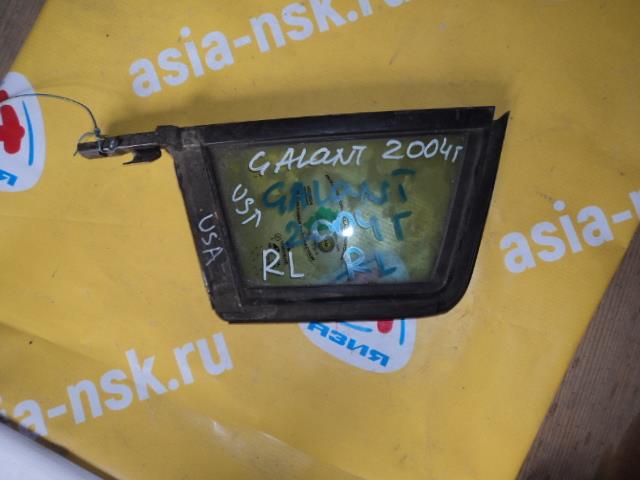 asia-nsk.ru
GALANT 2004г
USA
GALANT
2004г
USA
RL RL
АЗИЯ
asia-nsk.ru
asia-nsk.ru